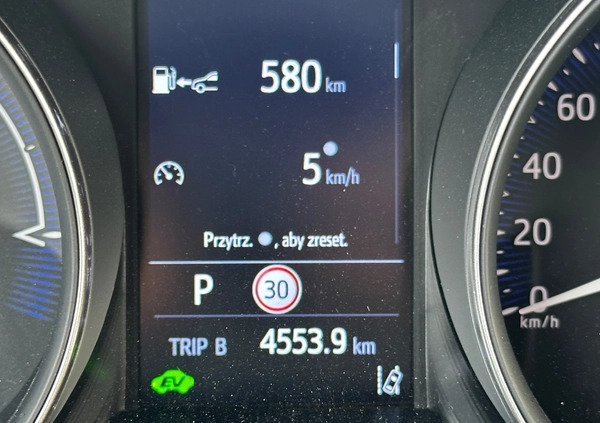 580 km
5 km/h
Przytrz. , aby zreset.
P 30
TRIP B 4553.9 km
EV
60
40
20
0
km/h